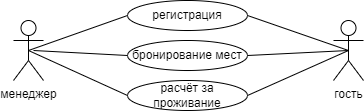 регистрация
бронирование мест
расчёт за
проживание
менеджер
гость